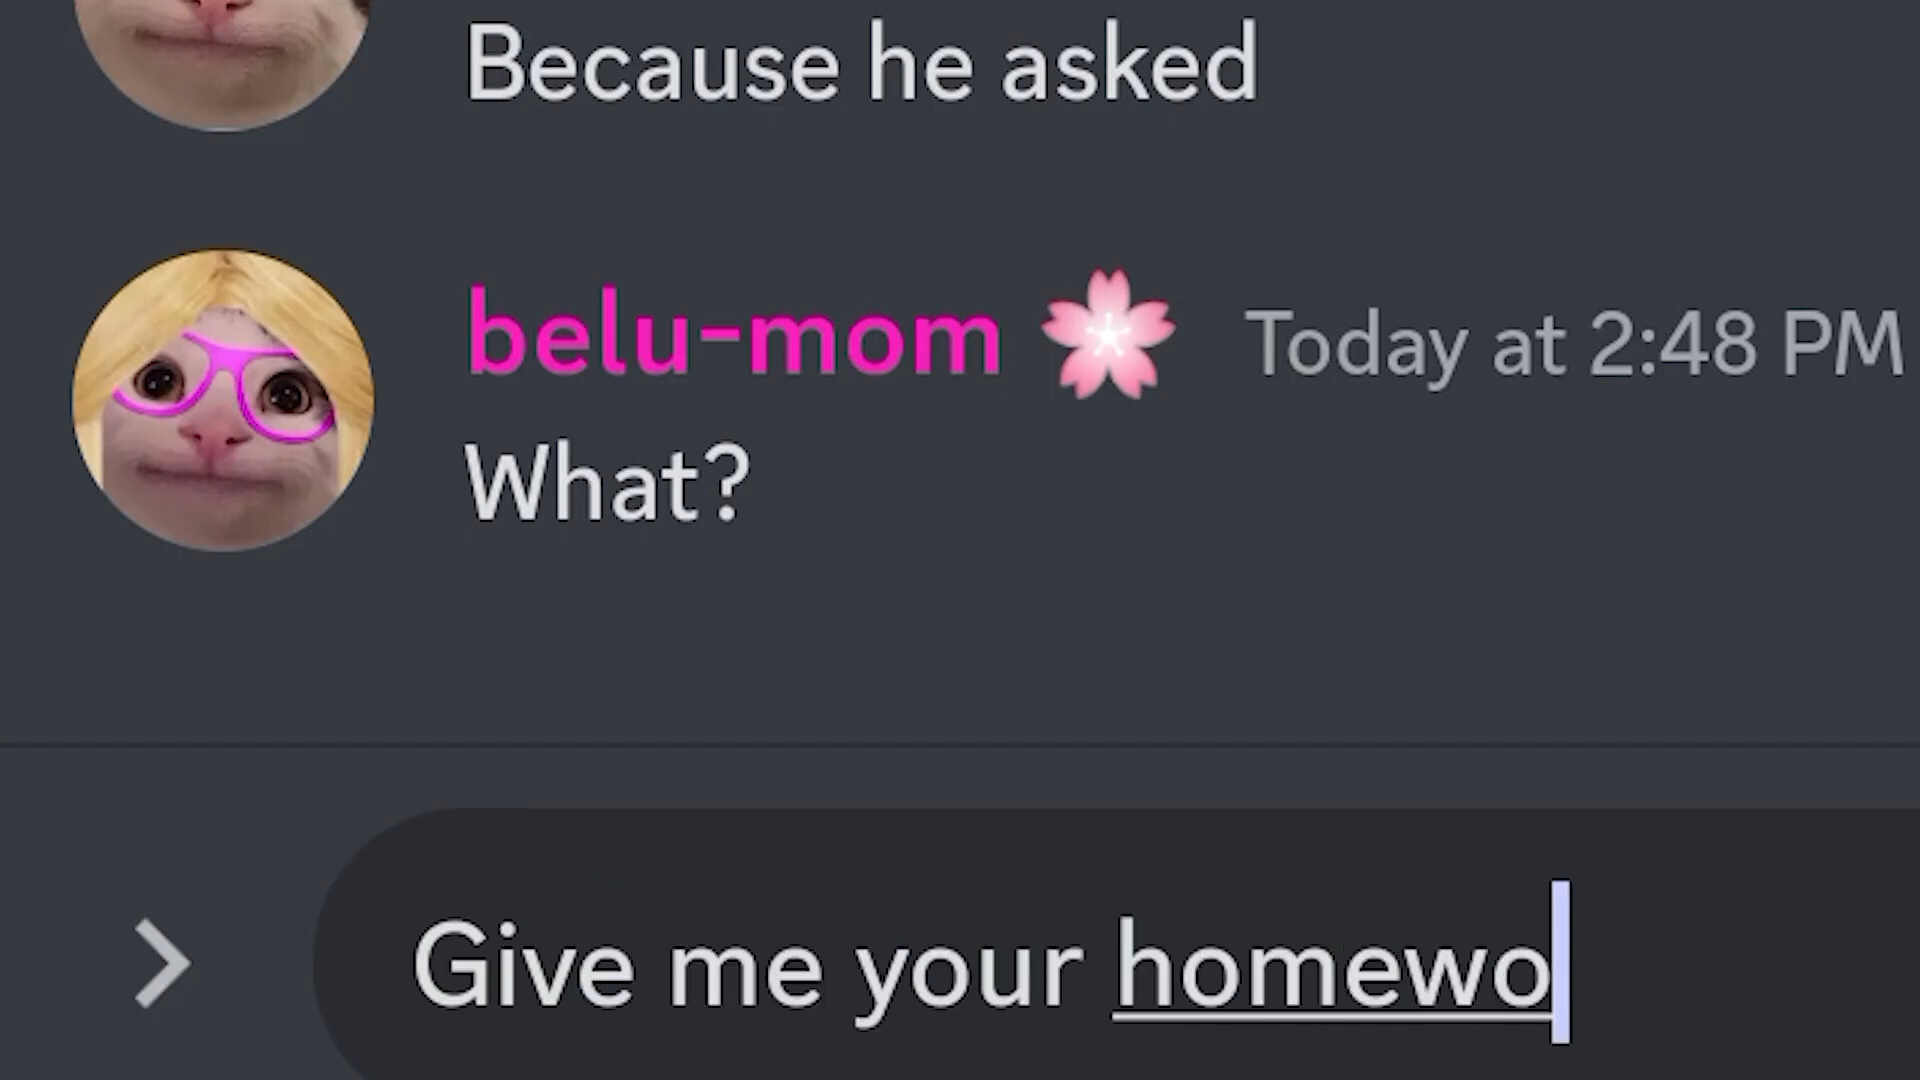 Because he asked
belu-mom 🌸 Today at 2:48 PM
What?
Give me your homewo